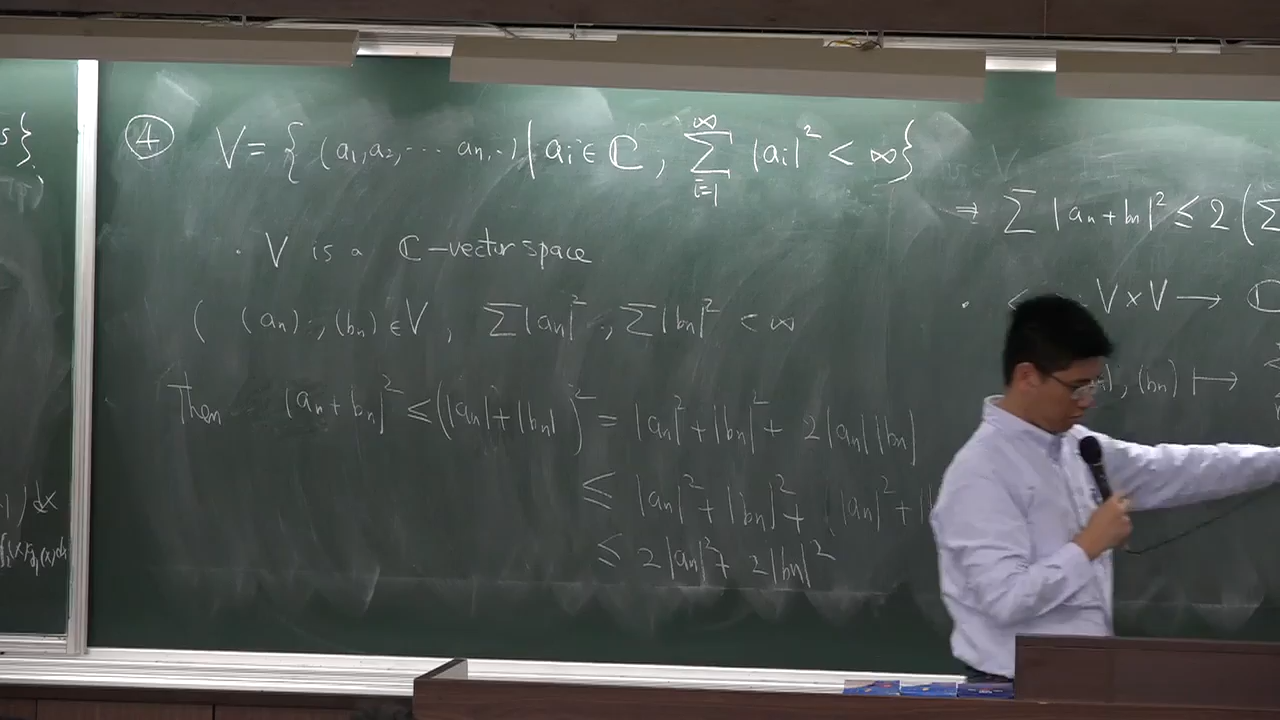 s}
④ V = { (a₁, a₂, ··· aₙ, ··) | aᵢ ∈ ℂ, ∑_{i=1}^{∞} |aᵢ|² < ∞ }
· V is a ℂ-vector space
( (aₙ), (bₙ) ∈ V, ∑|aₙ|², ∑|bₙ|² < ∞
Then |aₙ + bₙ|² ≤ (|aₙ| + |bₙ|)² = |aₙ|² + |bₙ|² + 2|aₙ||bₙ|
≤ |aₙ|² + |bₙ|² + |aₙ|² + |
≤ 2|aₙ|² + 2|bₙ|²
) dx
⇒ ∑ |aₙ + bₙ|² ≤ 2 (∑
· < V × V → ℂ
, (bₙ) ↦